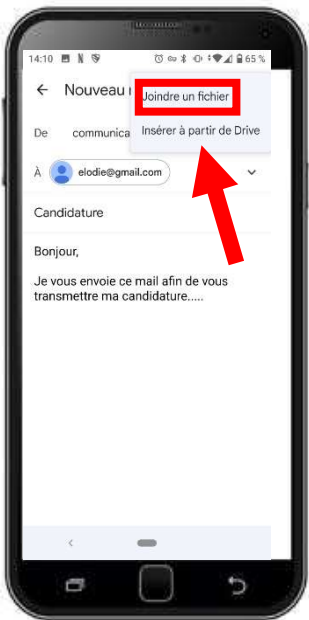 14:10 65 %
Nouveau
Joindre un fichier
De communica
Insérer à partir de Drive
À elodie@gmail.com
Candidature
Bonjour,
Je vous envoie ce mail afin de vous
transmettre ma candidature.....